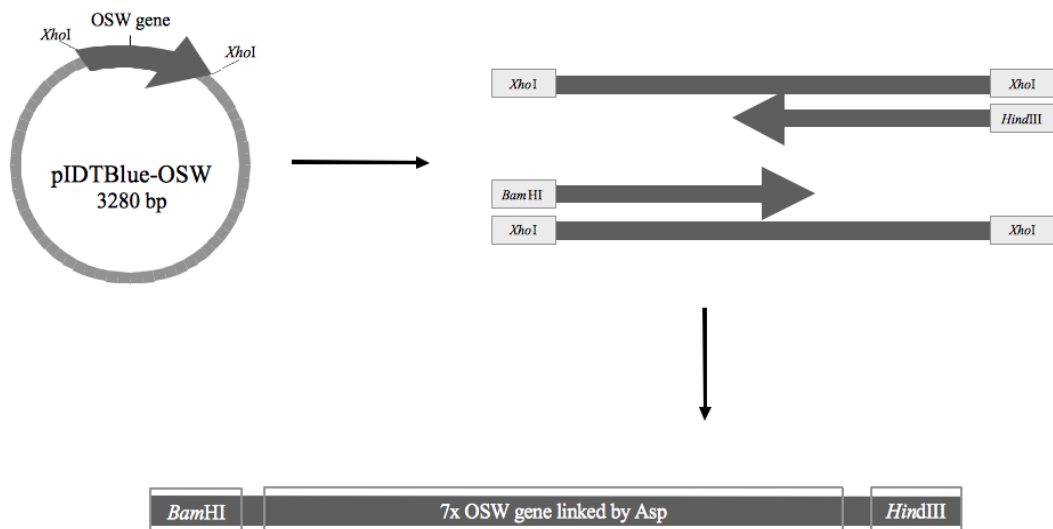 OSW gene
XhoI
XhoI
pIDTBlue-OSW
3280 bp
XhoI
XhoI
HindIII
BamHI
XhoI
XhoI
BamHI
7x OSW gene linked by Asp
HindIII